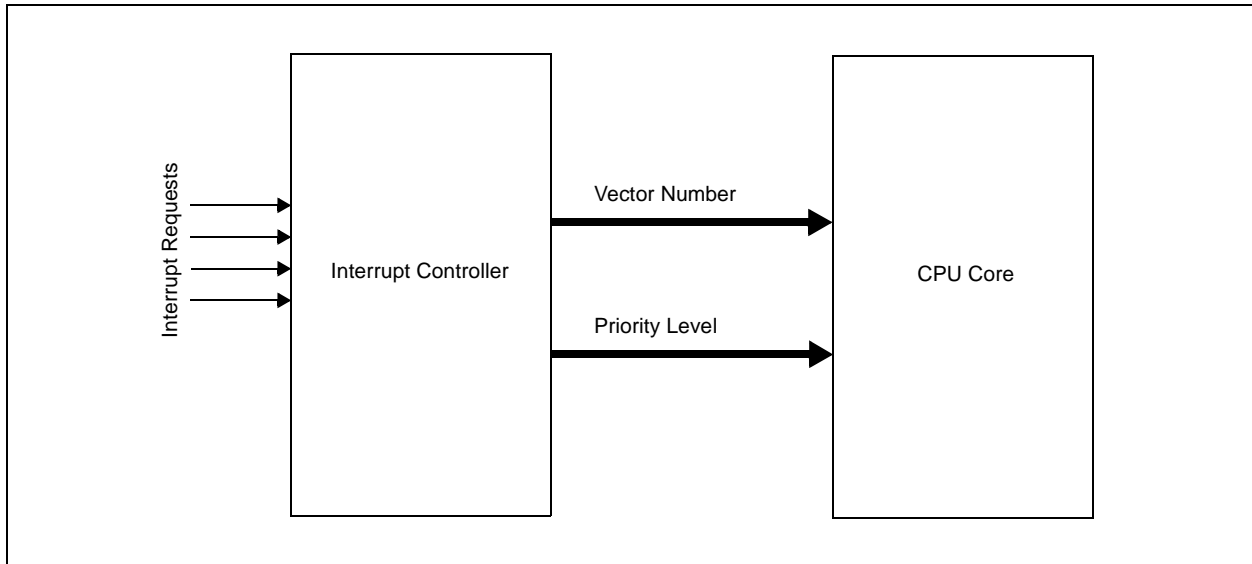 Interrupt Requests
Interrupt Controller
Vector Number
Priority Level
CPU Core